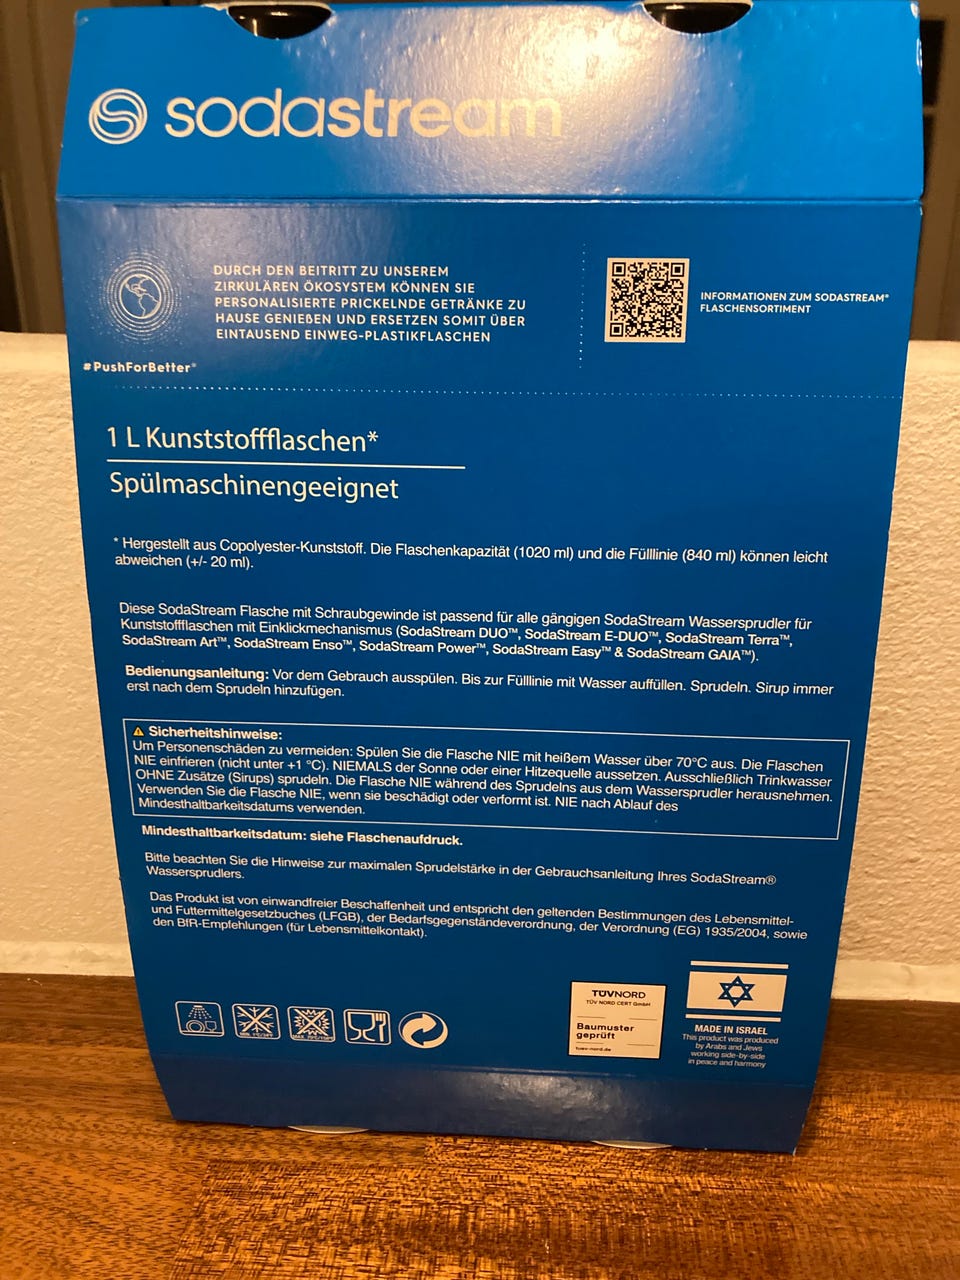 sodastream
DURCH DEN BEITRITT ZU UNSEREM
ZIRKULÄREN ÖKOSYSTEM KÖNNEN SIE
PERSONALISIERTE PRICKELNDE GETRÄNKE ZU
HAUSE GENIEßEN UND ERSETZEN SOMIT ÜBER
EINTAUSEND EINWEG-PLASTIKFLASCHEN
#PushForBetter®
INFORMATIONEN ZUM SODASTREAM®
FLASCHENSORTIMENT
1 L Kunststoffflaschen*
Spülmaschinengeeignet
* Hergestellt aus Copolyester-Kunststoff. Die Flaschenkapazität (1020 ml) und die Fülllinie (840 ml) können leicht
abweichen (+/- 20 ml).
Diese SodaStream Flasche mit Schraubgewinde ist passend für alle gängigen SodaStream Wassersprudler für
Kunststoffflaschen mit Einklickmechanismus (SodaStream DUO™, SodaStream E-DUO™, SodaStream Terra™,
SodaStream Art™, SodaStream Enso™, SodaStream Power™, SodaStream Easy™ & SodaStream GAIA™).
Bedienungsanleitung: Vor dem Gebrauch ausspülen. Bis zur Fülllinie mit Wasser auffüllen. Sprudeln. Sirup immer
erst nach dem Sprudeln hinzufügen.
Sicherheitshinweise:
Um Personenschäden zu vermeiden: Spülen Sie die Flasche NIE mit heißem Wasser über 70°C aus. Die Flaschen
NIE einfrieren (nicht unter +1 °C). NIEMALS der Sonne oder einer Hitzequelle aussetzen. Ausschließlich Trinkwasser
OHNE Zusätze (Sirups) sprudeln. Die Flasche NIE während des Sprudelns aus dem Wassersprudler herausnehmen.
Verwenden Sie die Flasche NIE, wenn sie beschädigt oder verformt ist. NIE nach Ablauf des
Mindesthaltbarkeitsdatums verwenden.
Mindesthaltbarkeitsdatum: siehe Flaschenaufdruck.
Bitte beachten Sie die Hinweise zur maximalen Sprudelstärke in der Gebrauchsanleitung Ihres SodaStream®
Wassersprudlers.
Das Produkt ist von einwandfreier Beschaffenheit und entspricht den geltenden Bestimmungen des Lebensmittel-
und Futtermittelgesetzbuches (LFGB), der Bedarfsgegenständeverordnung, der Verordnung (EG) 1935/2004, sowie
den BfR-Empfehlungen (für Lebensmittelkontakt).
TÜVNORD
TÜV NORD CERT GmbH
Baumuster
geprüft
tuev-nord.de
MADE IN ISRAEL
This product was produced
by Arabs and Jews
working side-by-side
in peace and harmony